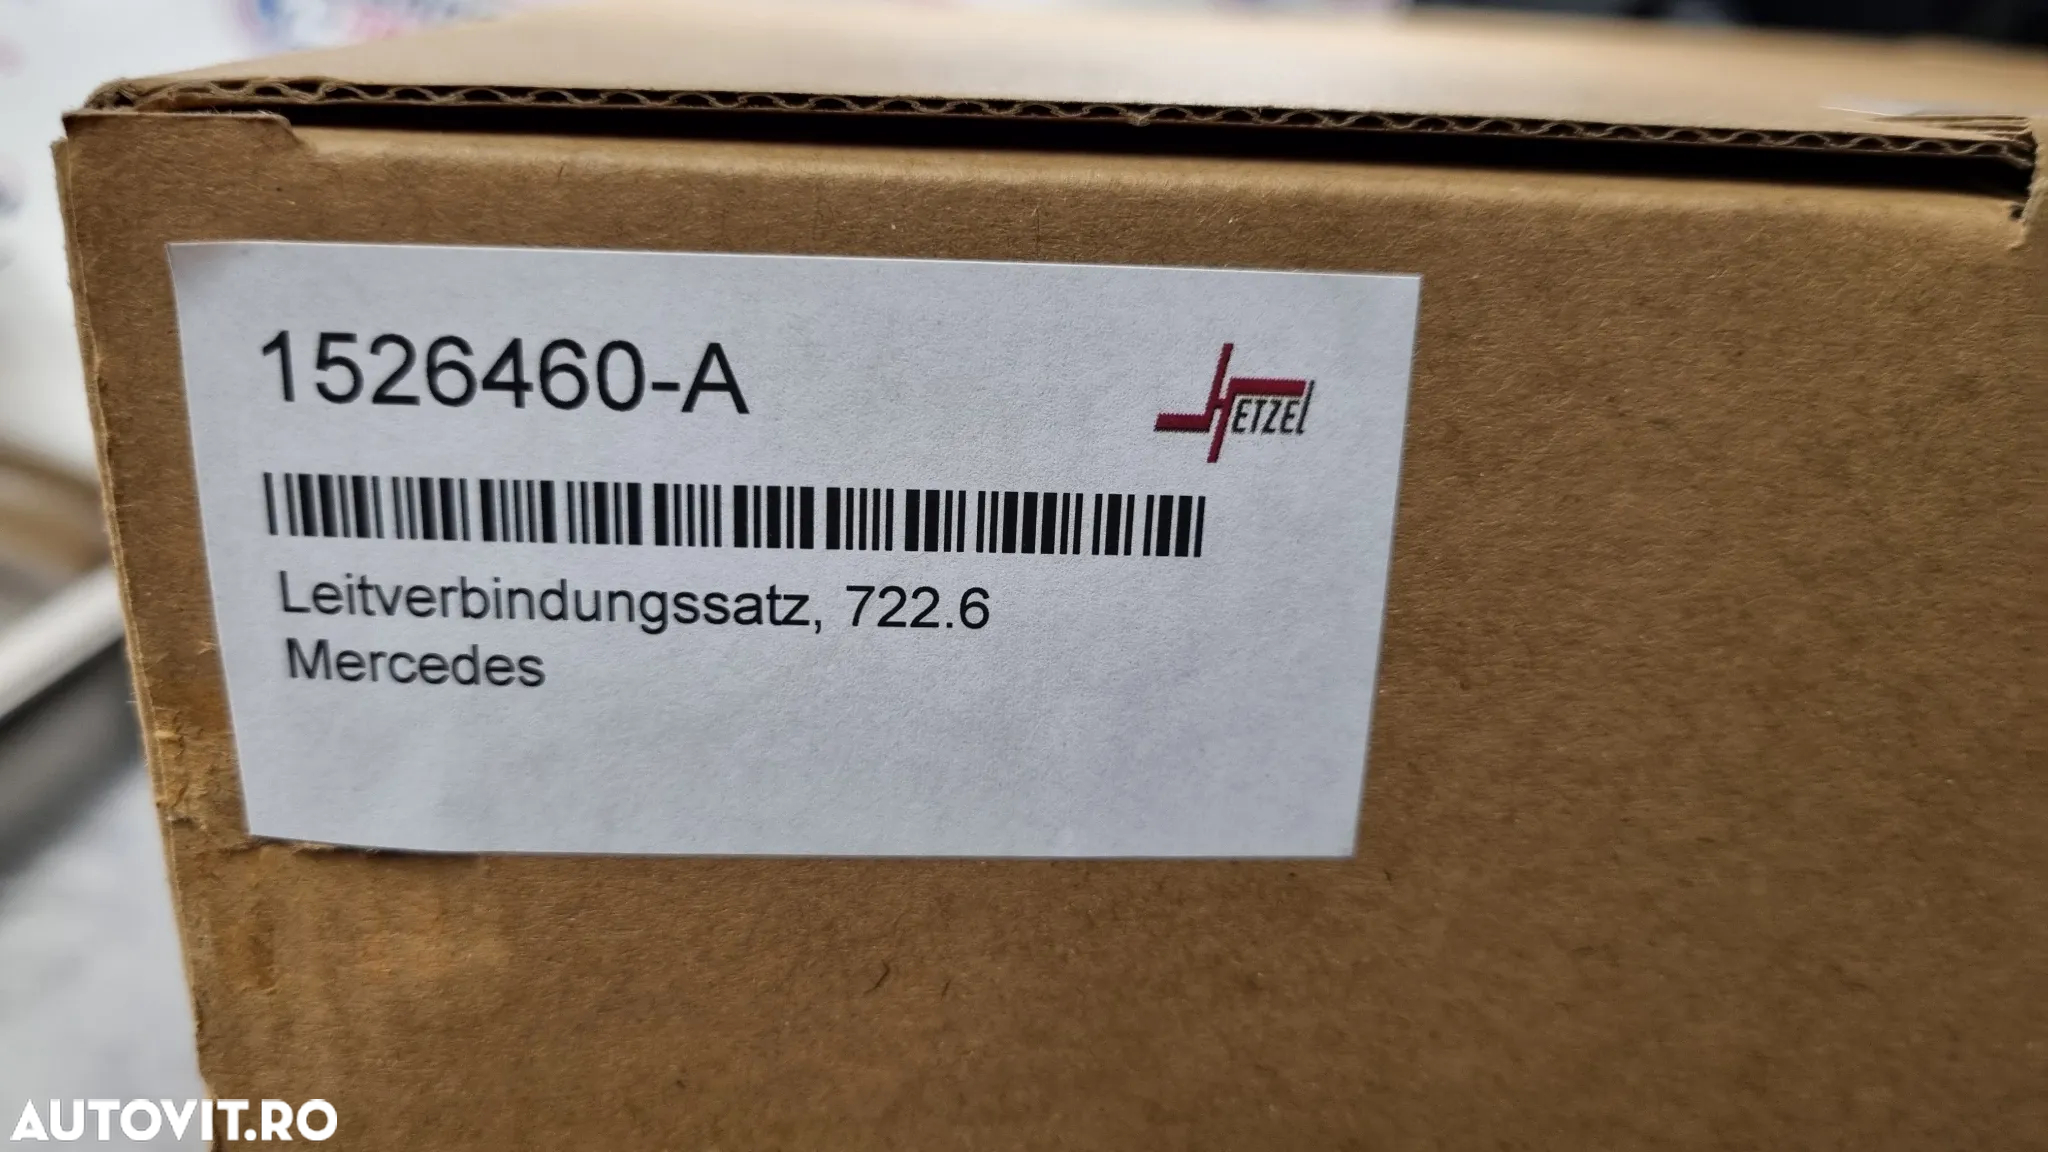 1526460-A
HETZEL
Leitverbindungssatz, 722.6
Mercedes
AUTOVIT.RO